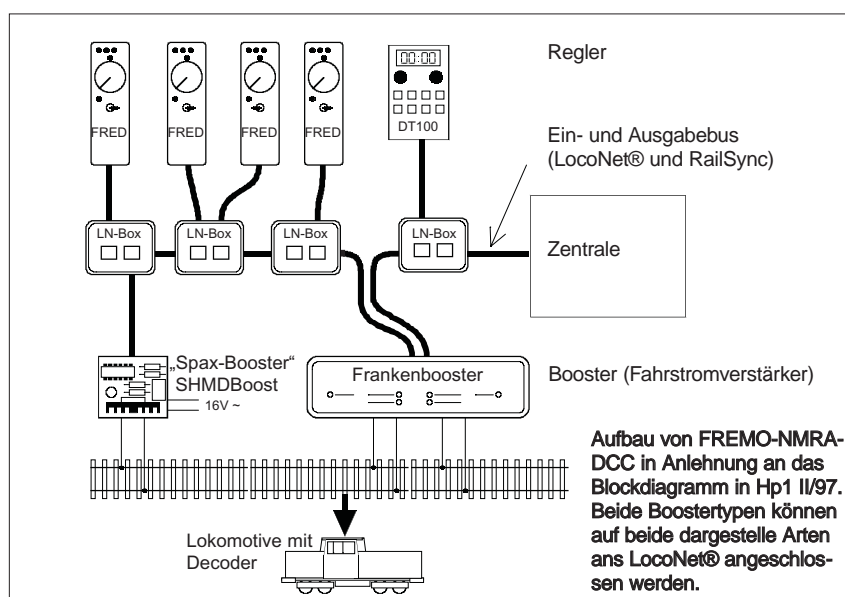 Regler
00:00
DT100
FRED
FRED
FRED
FRED
Ein- und Ausgabebus
(LocoNet® und RailSync)
LN-Box
LN-Box
LN-Box
LN-Box
Zentrale
„Spax-Booster“
SHMDBoost
16V ~
Frankenbooster
Booster (Fahrstromverstärker)
Aufbau von FREMO-NMRA-
DCC in Anlehnung an das
Blockdiagramm in Hp1 II/97.
Beide Boostertypen können
auf beide dargestelle Arten
ans LocoNet® angeschlos-
sen werden.
Lokomotive mit
Decoder